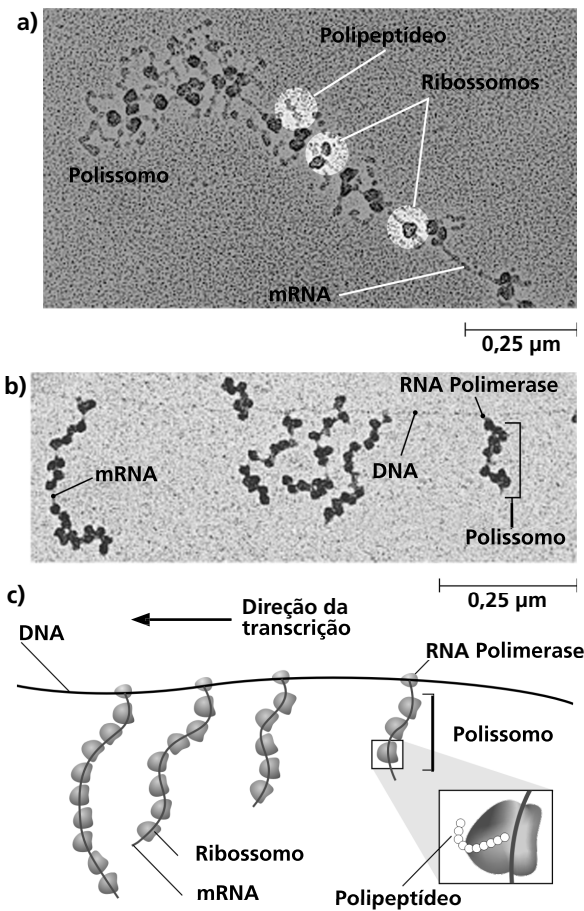 a)
Polipeptídeo
Ribossomos
Polissomo
mRNA
0,25 µm
b)
RNA Polimerase
mRNA
DNA
Polissomo
0,25 µm
c)
Direção da
transcrição
DNA
RNA Polimerase
Polissomo
Ribossomo
mRNA
Polipeptídeo